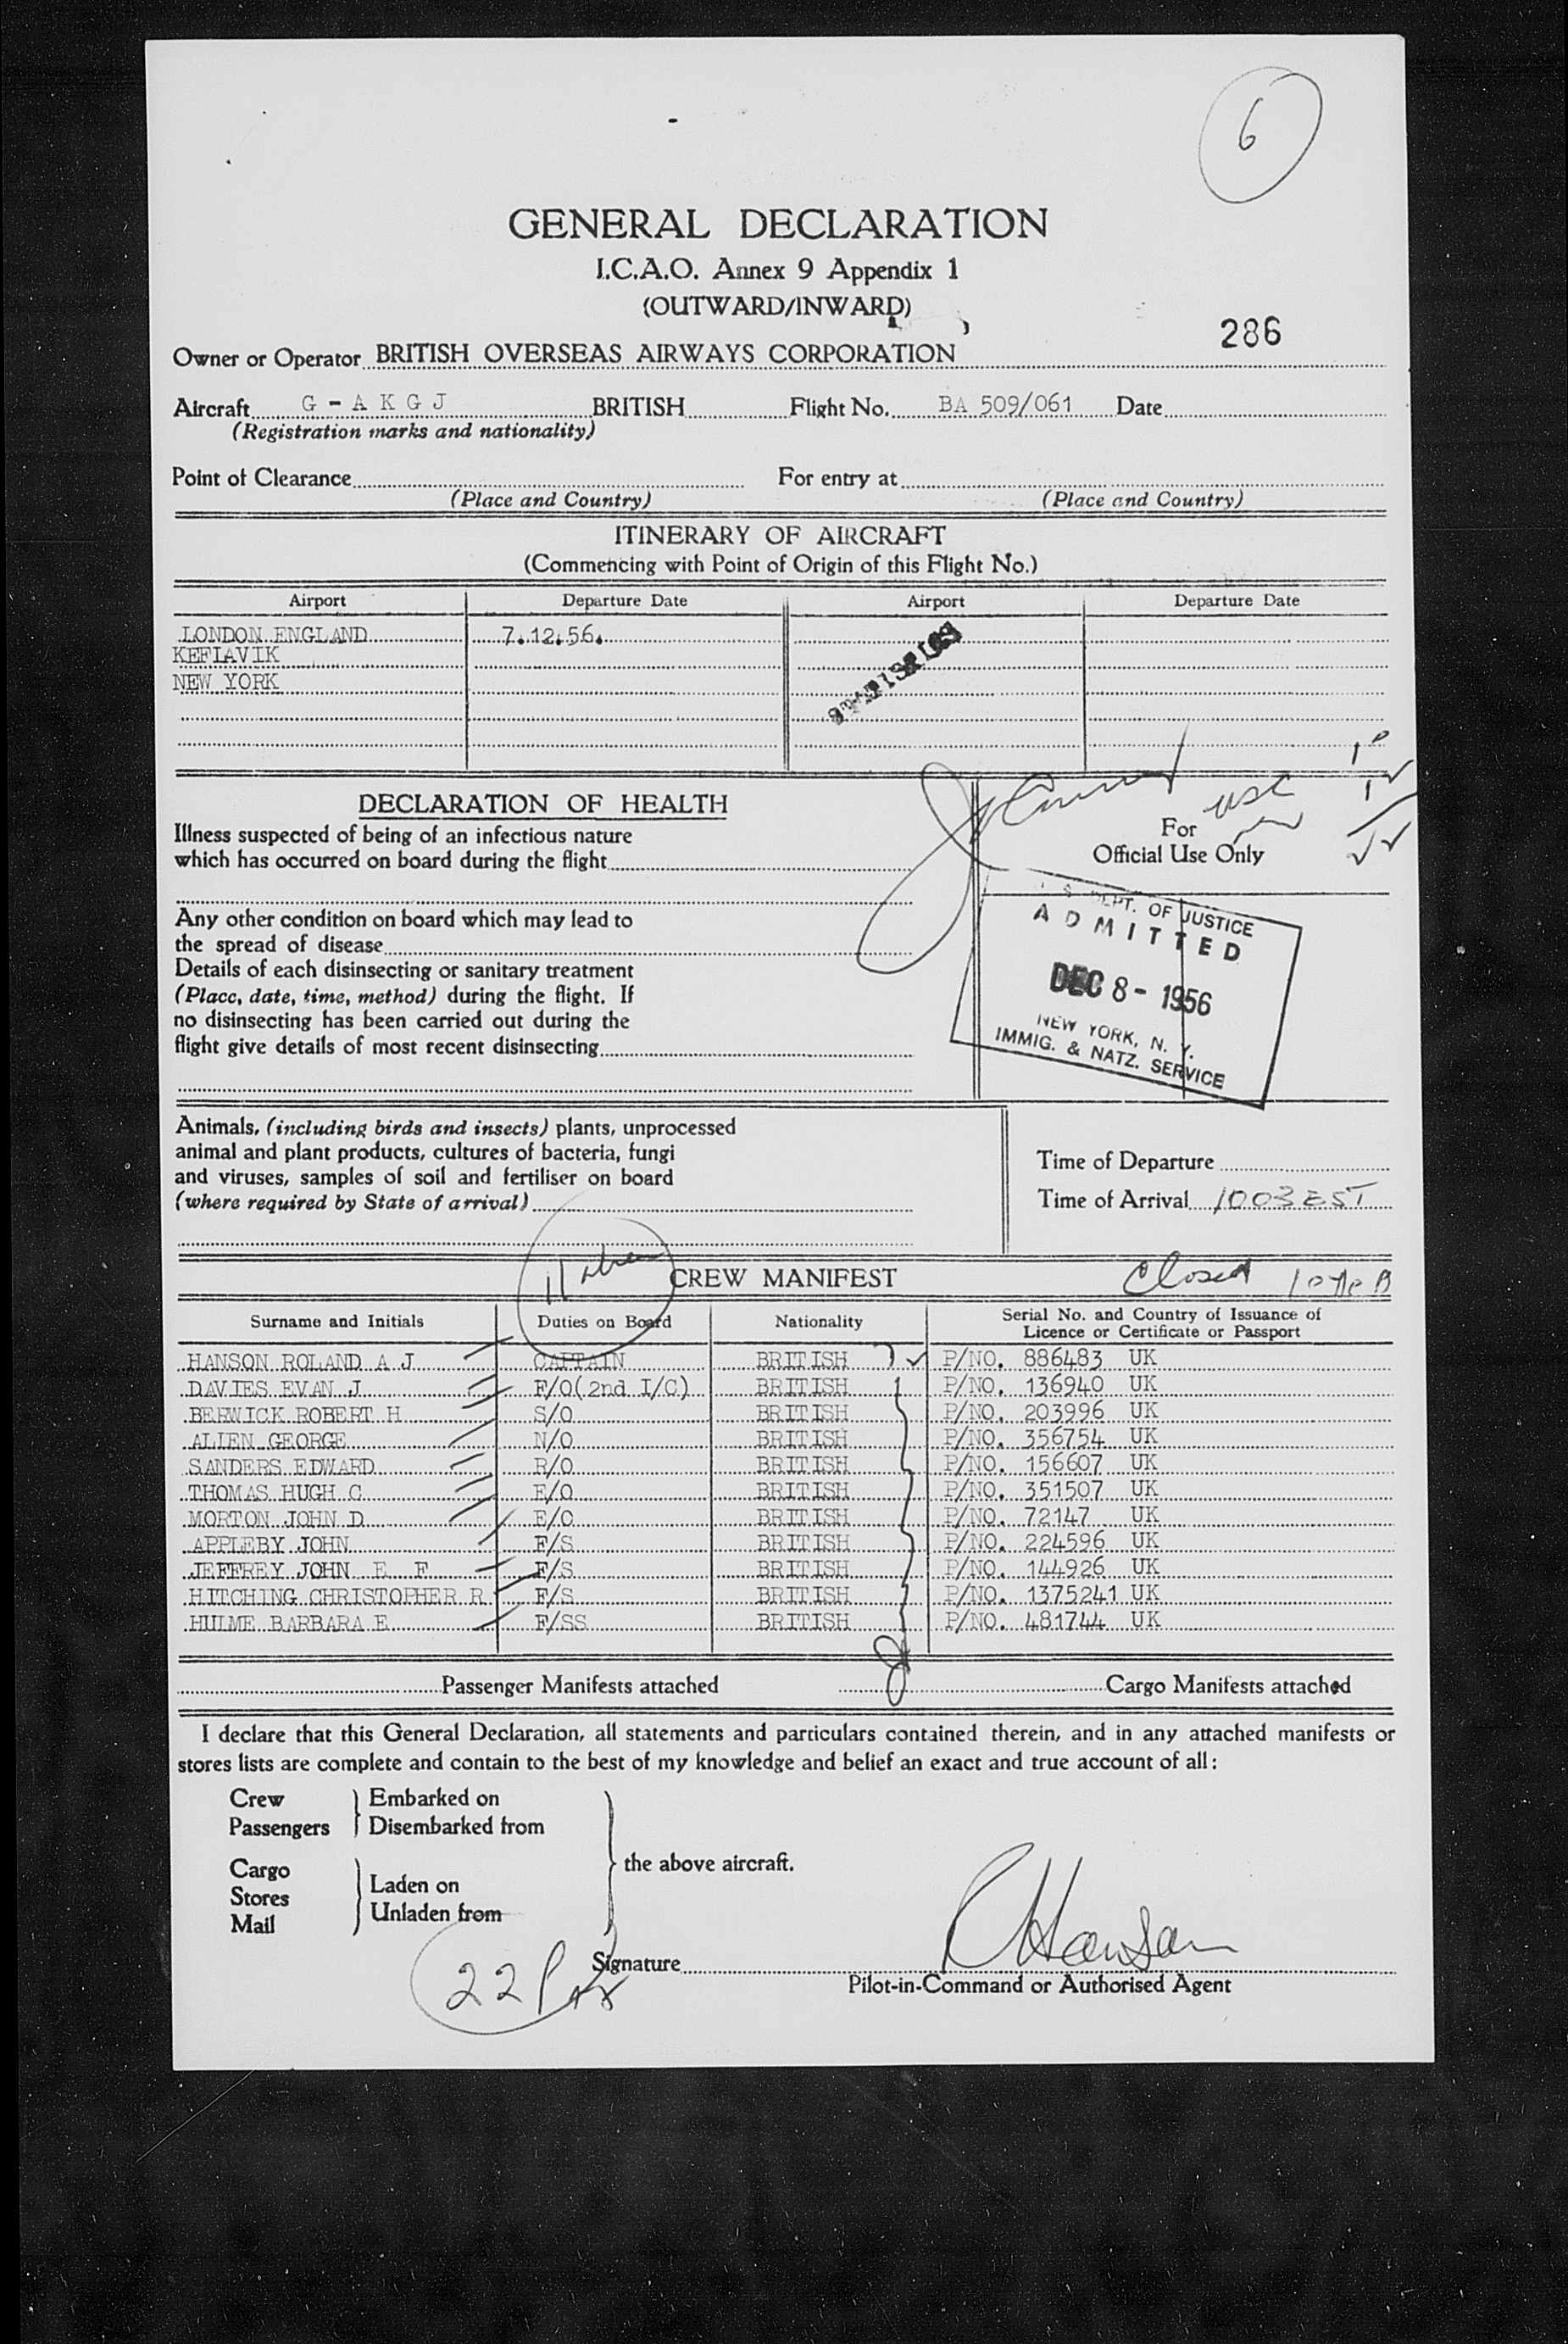 6
GENERAL DECLARATION
I.C.A.O. Annex 9 Appendix 1
(OUTWARD/INWARD)
286
Owner or Operator BRITISH OVERSEAS AIRWAYS CORPORATION
Aircraft G - A K G J BRITISH Flight No. BA 509/061 Date
(Registration marks and nationality)
Point of Clearance For entry at
(Place and Country) (Place and Country)
ITINERARY OF AIRCRAFT
(Commencing with Point of Origin of this Flight No.)
Airport Departure Date Airport Departure Date
LONDON ENGLAND 7.12.56.
KEFLAVIK
NEW YORK
DECLARATION OF HEALTH
Illness suspected of being of an infectious nature
which has occurred on board during the flight
For
Official Use Only
Any other condition on board which may lead to
the spread of disease
Details of each disinsecting or sanitary treatment
(Place, date, time, method) during the flight. If
no disinsecting has been carried out during the
flight give details of most recent disinsecting
DEPT. OF JUSTICE
ADMITTED
DEC 8 - 1956
NEW YORK, N. Y.
IMMIG. & NATZ. SERVICE
Animals, (including birds and insects) plants, unprocessed
animal and plant products, cultures of bacteria, fungi
and viruses, samples of soil and fertiliser on board
(where required by State of arrival)
Time of Departure
Time of Arrival 1003 EST
11
CREW MANIFEST Closed
Surname and Initials Duties on Board Nationality Serial No. and Country of Issuance of
Licence or Certificate or Passport
HANSON ROLAND A J CAPTAIN BRITISH P/NO. 886483 UK
DAVIES EVAN J F/O(2nd I/C) BRITISH P/NO. 136940 UK
BERWICK ROBERT H S/O BRITISH P/NO. 203996 UK
ALLEN GEORGE N/O BRITISH P/NO. 356754 UK
SANDERS EDWARD R/O BRITISH P/NO. 156607 UK
THOMAS HUGH C E/O BRITISH P/NO. 351507 UK
MORTON JOHN D E/O BRITISH P/NO. 72147 UK
APPLEBY JOHN F/S BRITISH P/NO. 224596 UK
JEFFREY JOHN E F F/S BRITISH P/NO. 144926 UK
HITCHING CHRISTOPHER R F/S BRITISH P/NO. 1375241 UK
HULME BARBARA E F/SS BRITISH P/NO. 481744 UK
Passenger Manifests attached Cargo Manifests attached
I declare that this General Declaration, all statements and particulars contained therein, and in any attached manifests or
stores lists are complete and contain to the best of my knowledge and belief an exact and true account of all:
Crew Embarked on
Passengers Disembarked from
the above aircraft.
Cargo
Stores Laden on
Mail Unladen from
22 Pax
Signature Hanson
Pilot-in-Command or Authorised Agent